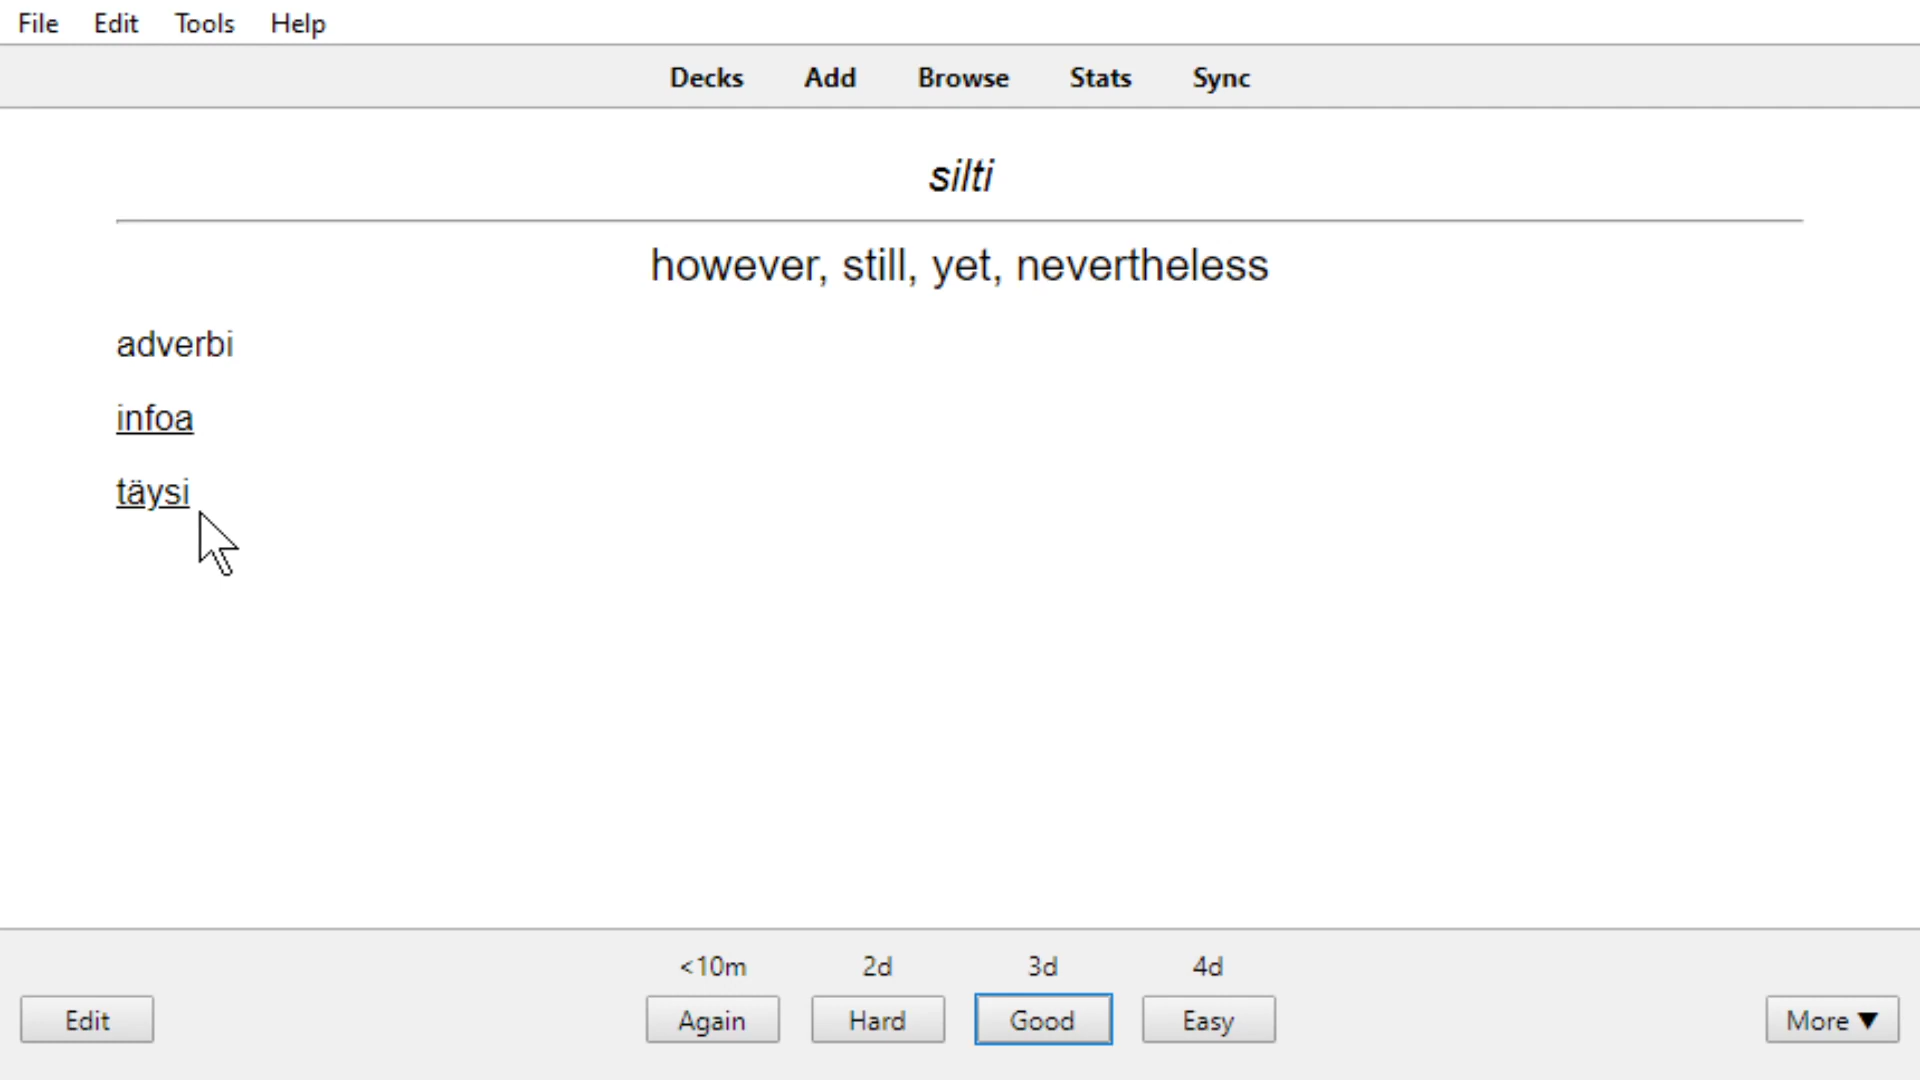 File Edit Tools Help
Decks Add Browse Stats Sync
silti
however, still, yet, nevertheless
adverbi
infoa
täysi
<10m 2d 3d 4d
Edit Again Hard Good Easy More ▼